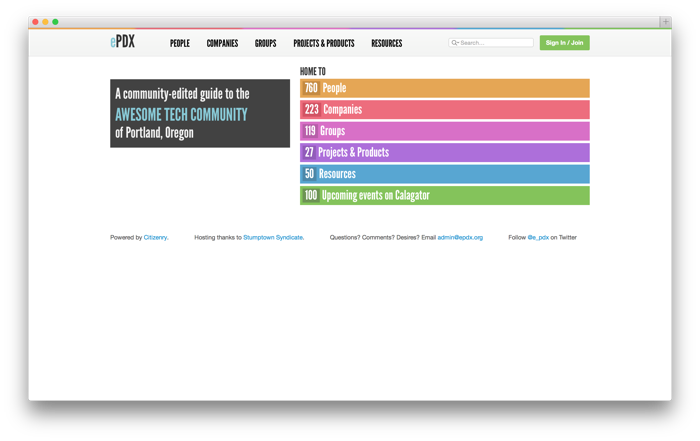 ePDX
PEOPLE COMPANIES GROUPS PROJECTS & PRODUCTS RESOURCES
Search...
Sign In / Join
A community-edited guide to the
AWESOME TECH COMMUNITY
of Portland, Oregon
HOME TO
760 People
223 Companies
119 Groups
27 Projects & Products
50 Resources
100 Upcoming events on Calagator
Powered by Citizenry. Hosting thanks to Stumptown Syndicate. Questions? Comments? Desires? Email admin@epdx.org Follow @e_pdx on Twitter